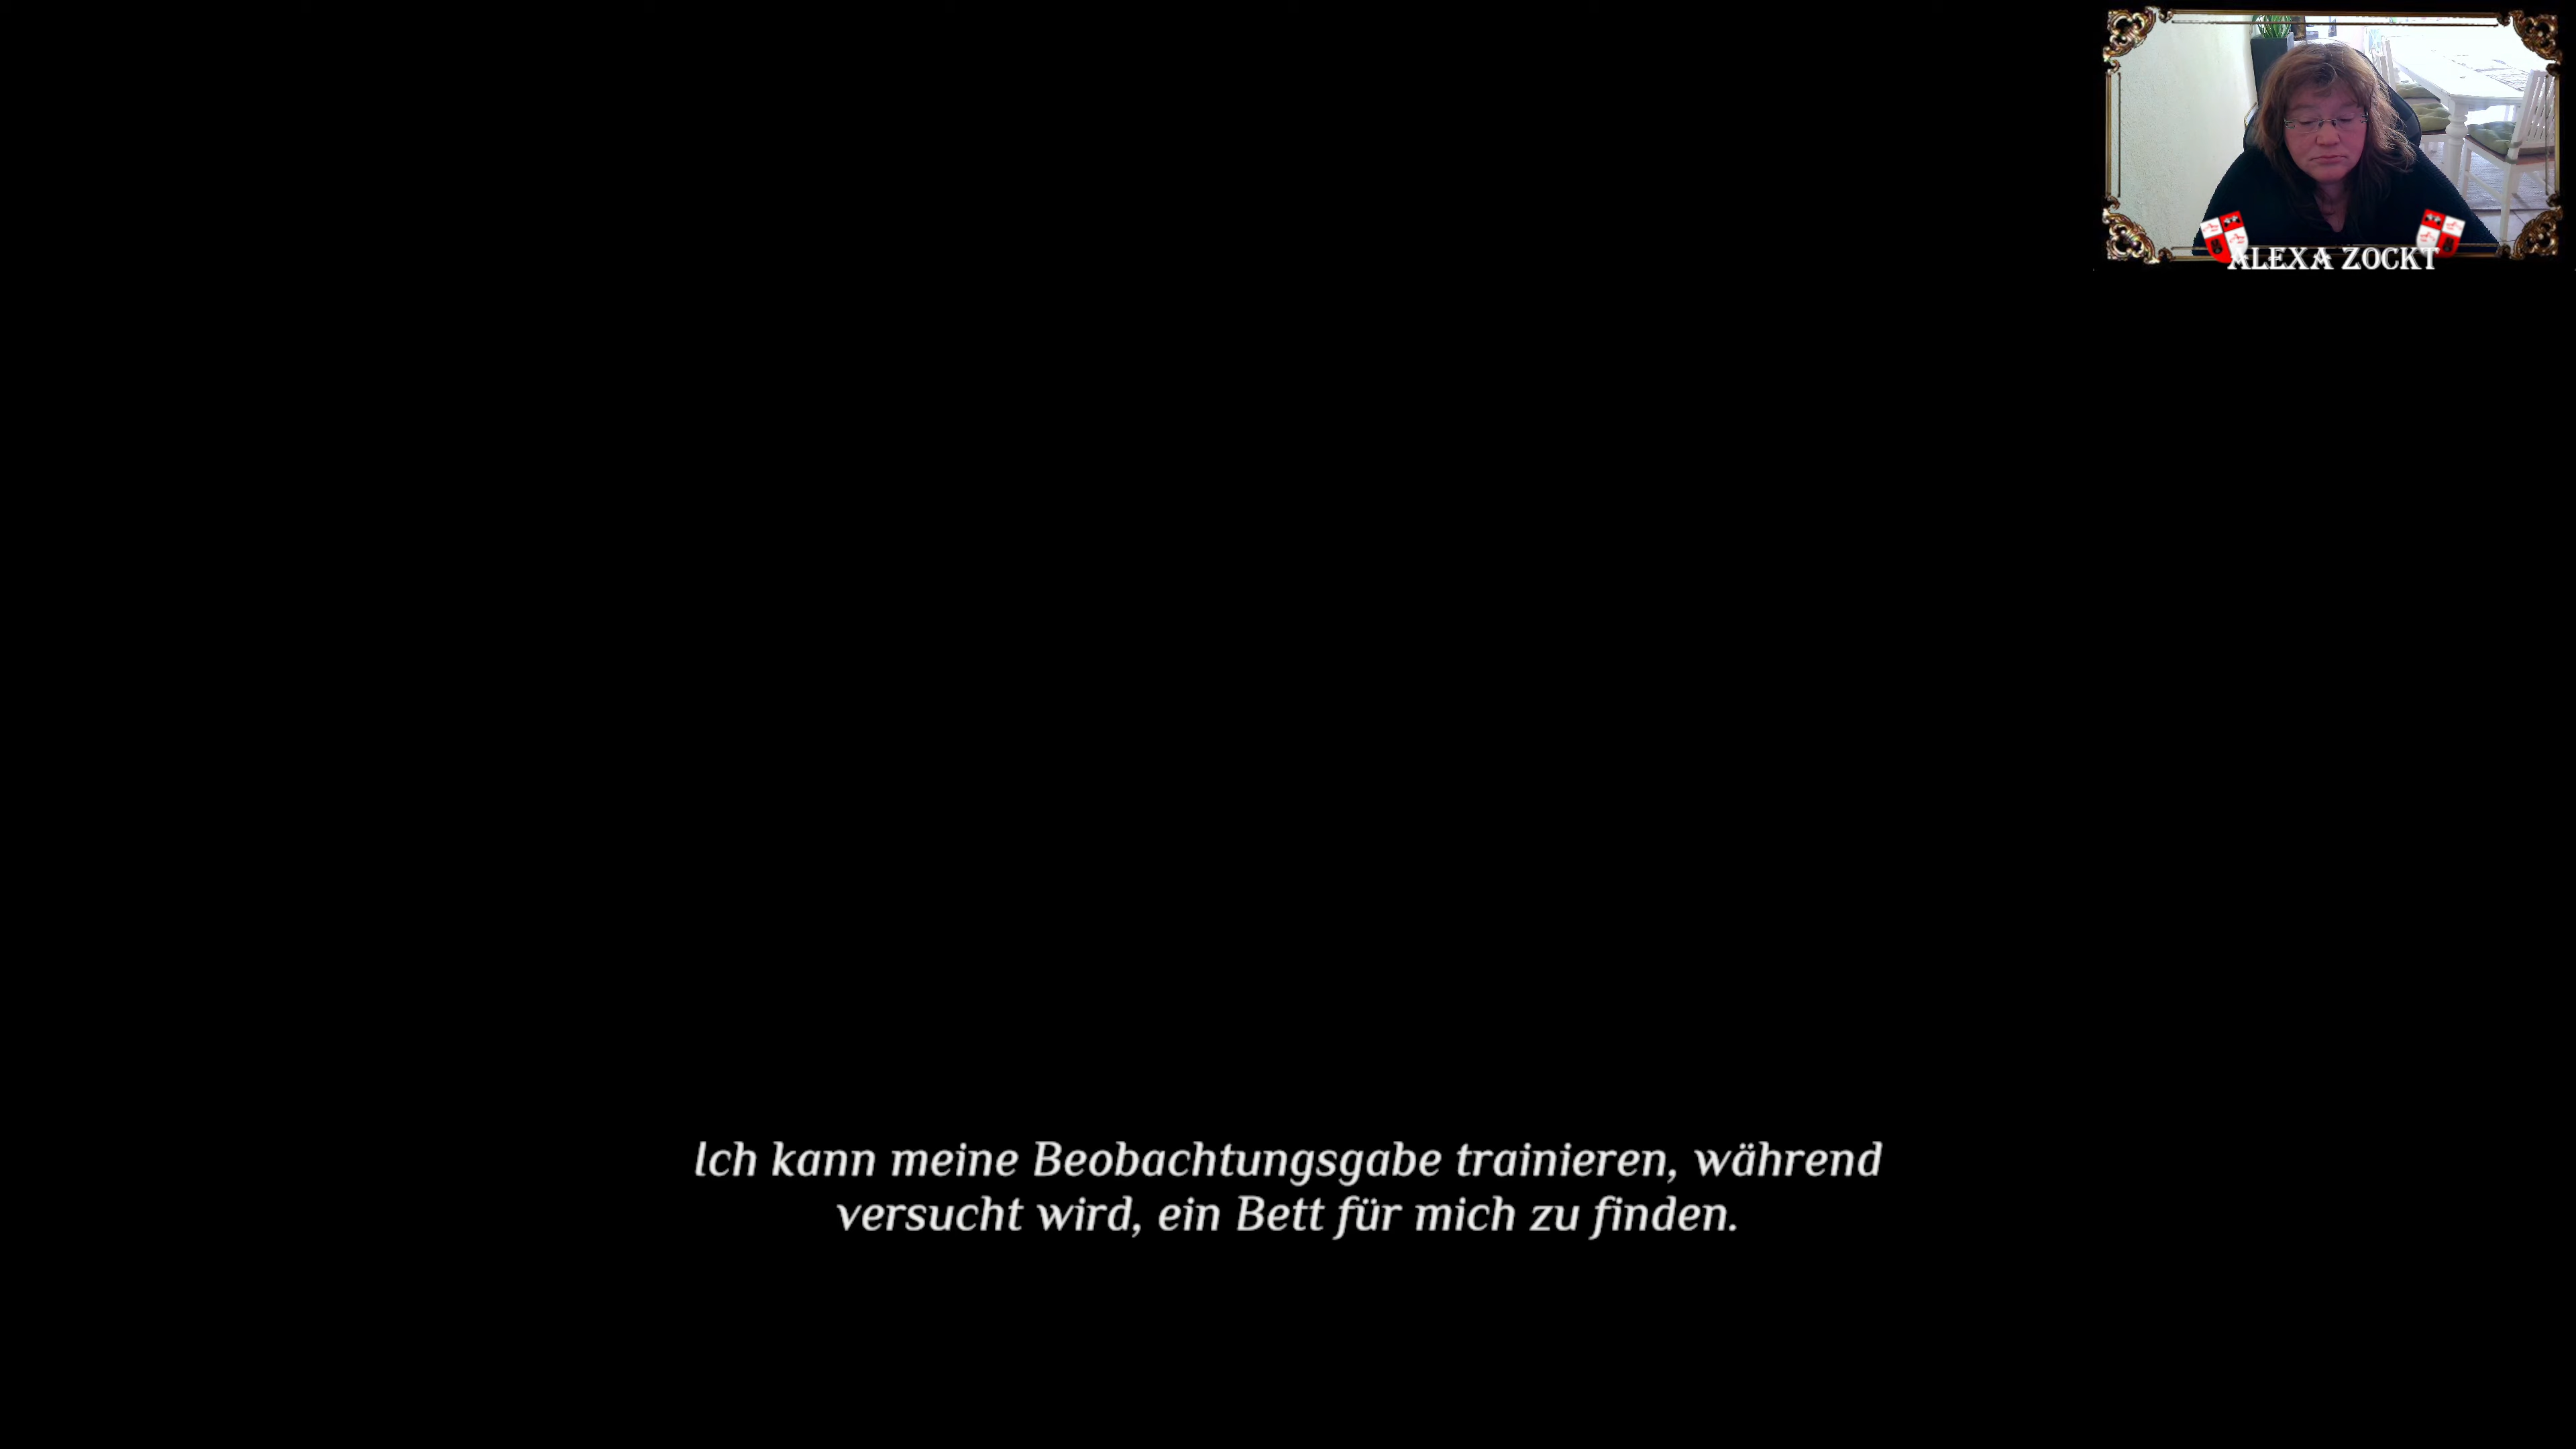 ALEXA ZOCKT
Ich kann meine Beobachtungsgabe trainieren, während
versucht wird, ein Bett für mich zu finden.